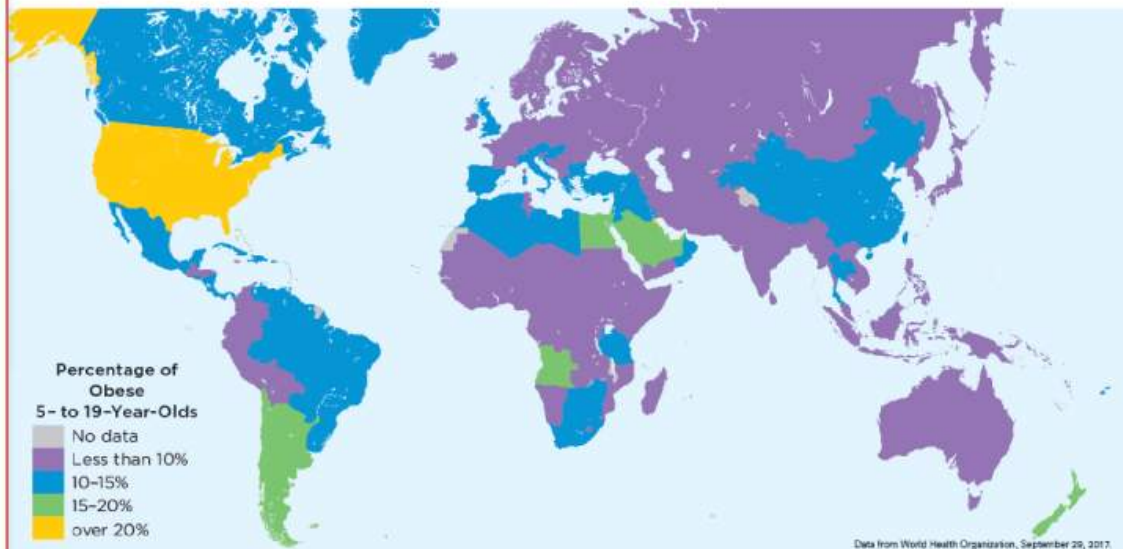 Percentage of
Obese
5– to 19–Year-Olds
No data
Less than 10%
10–15%
15–20%
over 20%
Data from World Health Organization, September 29, 2017.